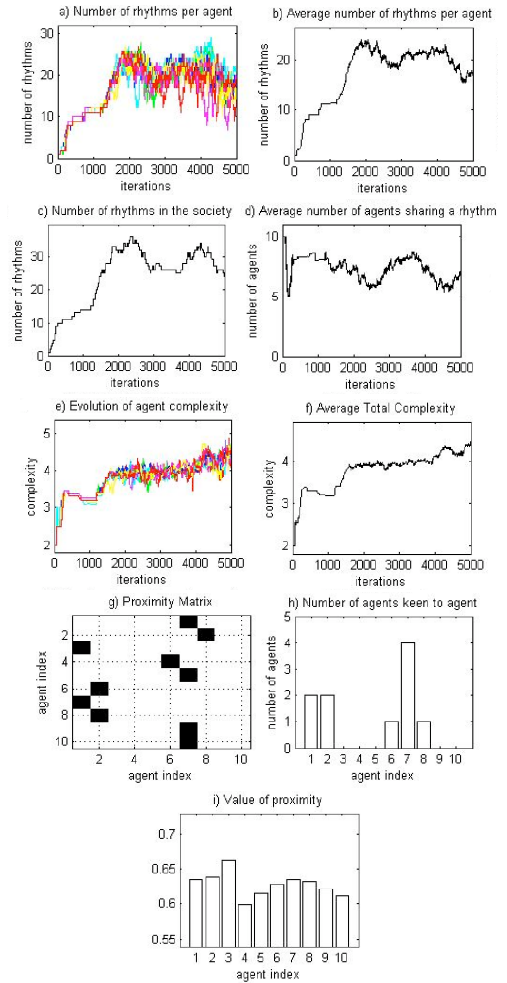 a) Number of rhythms per agent
30
20
10
0
number of rhythms
0 1000 2000 3000 4000 5000
iterations
b) Average number of rhythms per agent
20
10
0
number of rhythms
0 1000 2000 3000 4000 5000
iterations
c) Number of rhythms in the society
30
20
10
0
number of rhythms
0 1000 2000 3000 4000 5000
iterations
d) Average number of agents sharing a rhythm
10
5
0
number of agents
0 1000 2000 3000 4000 5000
iterations
e) Evolution of agent complexity
5
4
3
2
complexity
0 1000 2000 3000 4000 5000
iterations
f) Average Total Complexity
4
3
2
complexity
0 1000 2000 3000 4000 5000
iterations
g) Proximity Matrix
2
4
6
8
10
agent index
2 4 6 8 10
agent index
h) Number of agents keen to agent
5
4
3
2
1
0
number of agents
1 2 3 4 5 6 7 8 9 10
agent index
i) Value of proximity
0.7
0.65
0.6
0.55
1 2 3 4 5 6 7 8 9 10
agent index